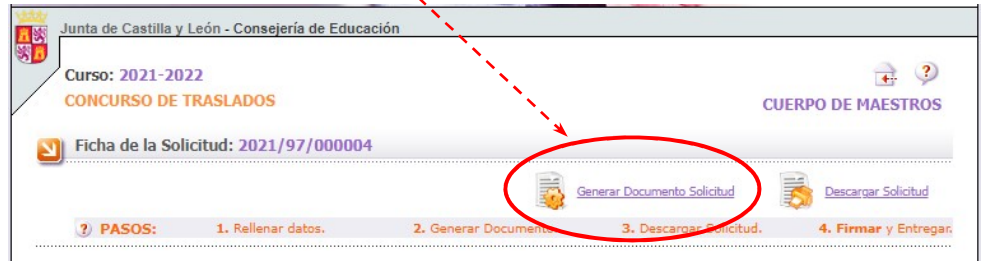 Junta de Castilla y León - Consejería de Educación
Curso: 2021-2022
CONCURSO DE TRASLADOS
CUERPO DE MAESTROS
Ficha de la Solicitud: 2021/97/000004
Generar Documento Solicitud Descargar Solicitud
? PASOS: 1. Rellenar datos. 2. Generar Documento. 3. Descargar Solicitud. 4. Firmar y Entregar.